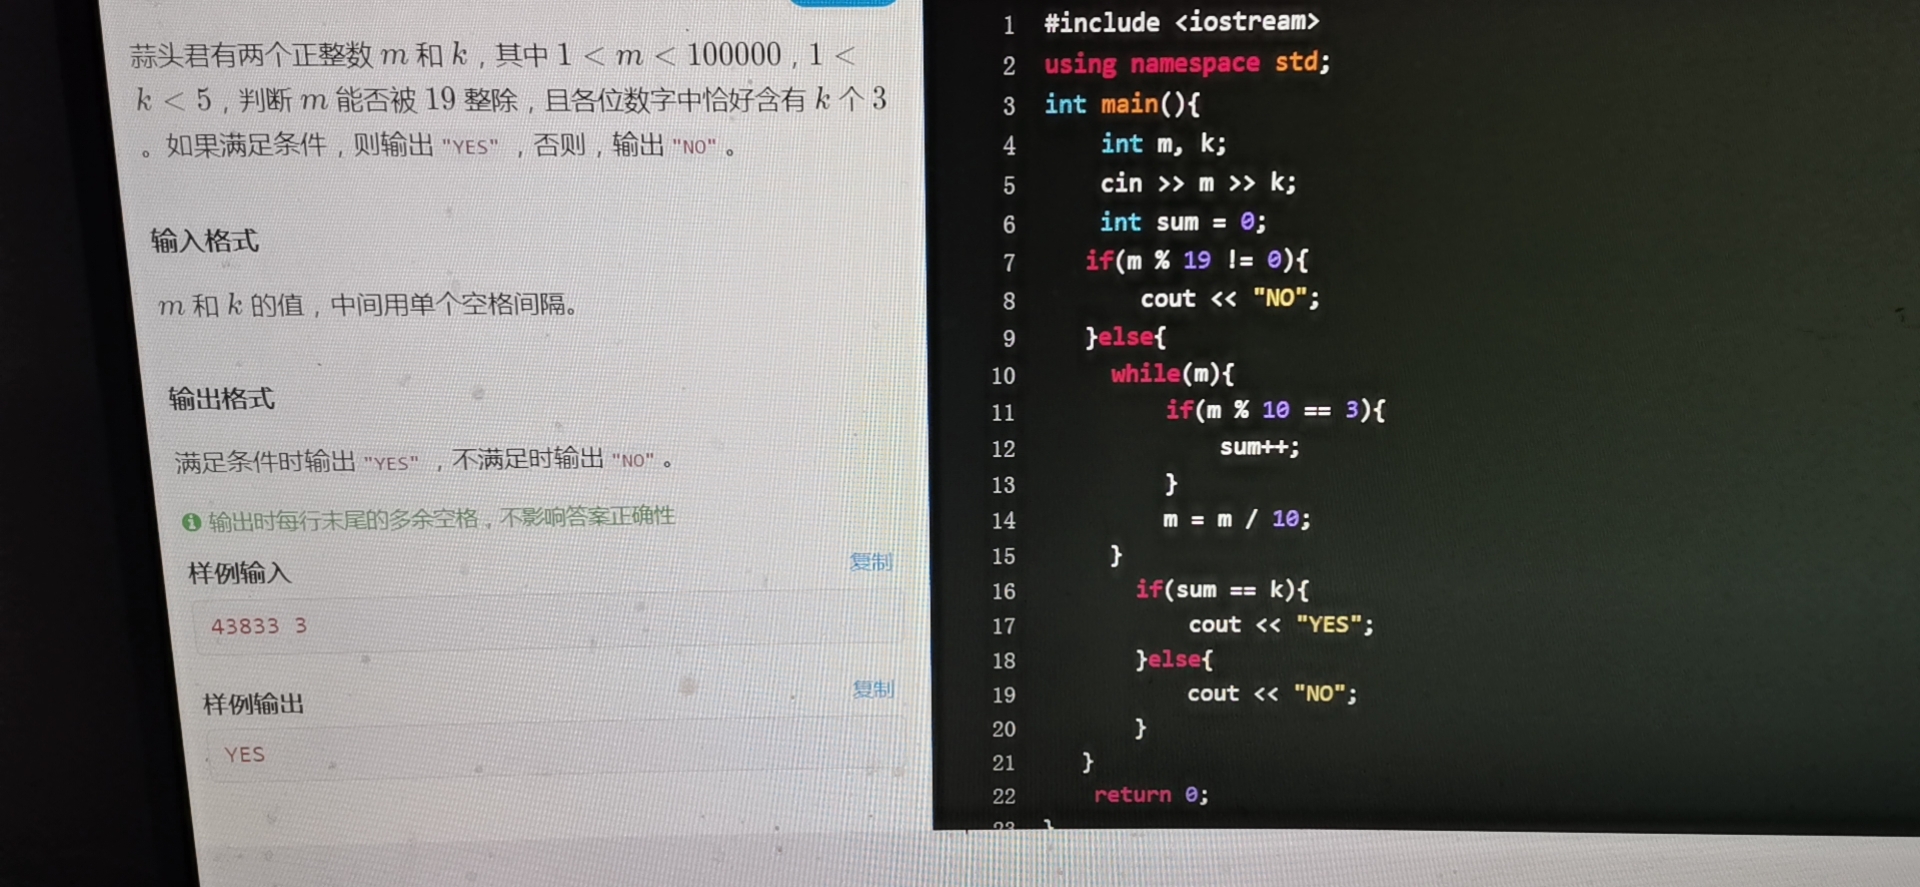 蒜头君有两个正整数 m 和 k，其中 1 < m < 100000，1 <
k < 5，判断 m 能否被 19 整除，且各位数字中恰好含有 k 个 3
。如果满足条件，则输出 "YES" ，否则，输出 "NO" 。
输入格式
m 和 k 的值，中间用单个空格间隔。
输出格式
满足条件时输出 "YES" ，不满足时输出 "NO" 。
输出时每行末尾的多余空格，不影响答案正确性
样例输入 复制
43833 3
样例输出 复制
YES
1 #include <iostream>
2 using namespace std;
3 int main(){
4 int m, k;
5 cin >> m >> k;
6 int sum = 0;
7 if(m % 19 != 0){
8 cout << "NO";
9 }else{
10 while(m){
11 if(m % 10 == 3){
12 sum++;
13 }
14 m = m / 10;
15 }
16 if(sum == k){
17 cout << "YES";
18 }else{
19 cout << "NO";
20 }
21 }
22 return 0;
23 }